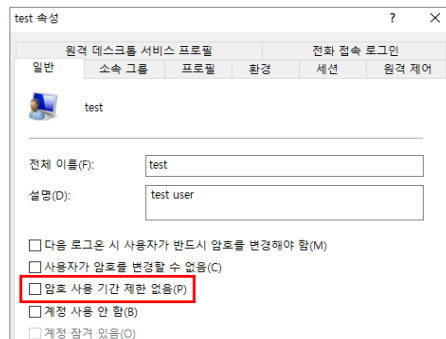 test 속성 ? ×
원격 데스크톱 서비스 프로필 전화 접속 로그인
일반 소속 그룹 프로필 환경 세션 원격 제어
test
전체 이름(F): test
설명(D): test user
다음 로그온 시 사용자가 반드시 암호를 변경해야 함(M)
사용자가 암호를 변경할 수 없음(C)
암호 사용 기간 제한 없음(P)
계정 사용 안 함(B)
계정 잠겨 있음(O)